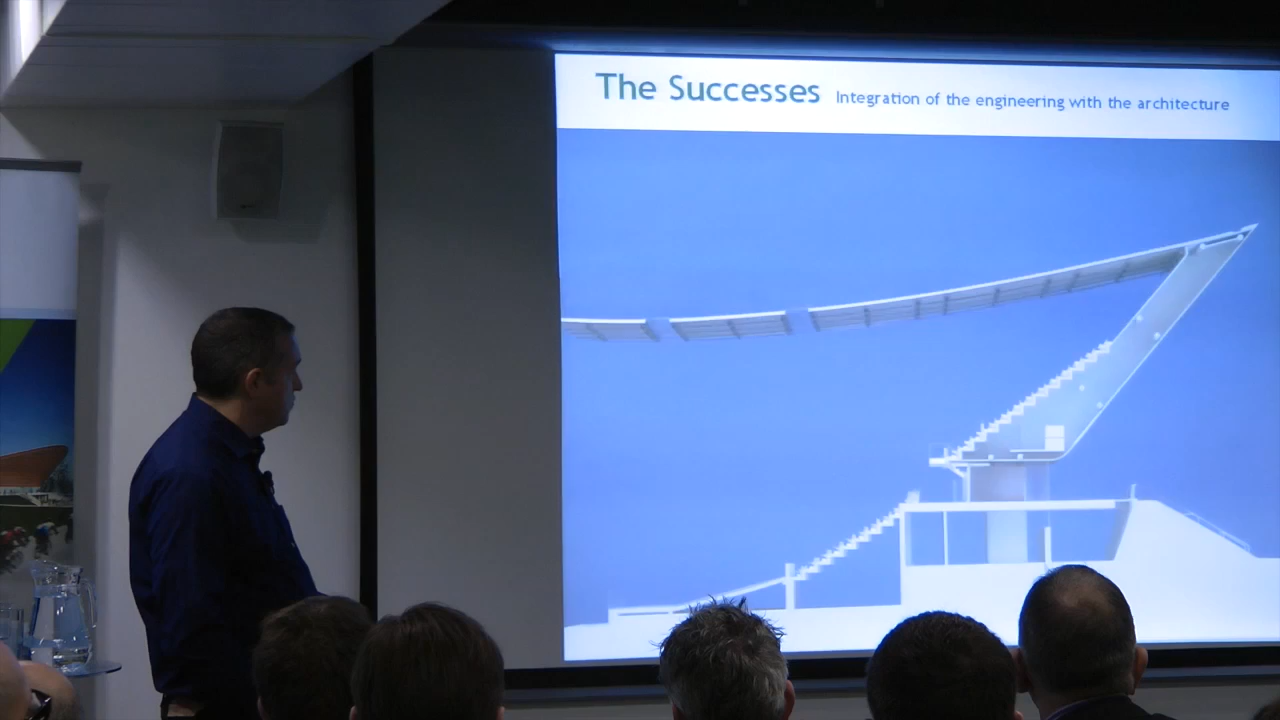 The Successes Integration of the engineering with the architecture